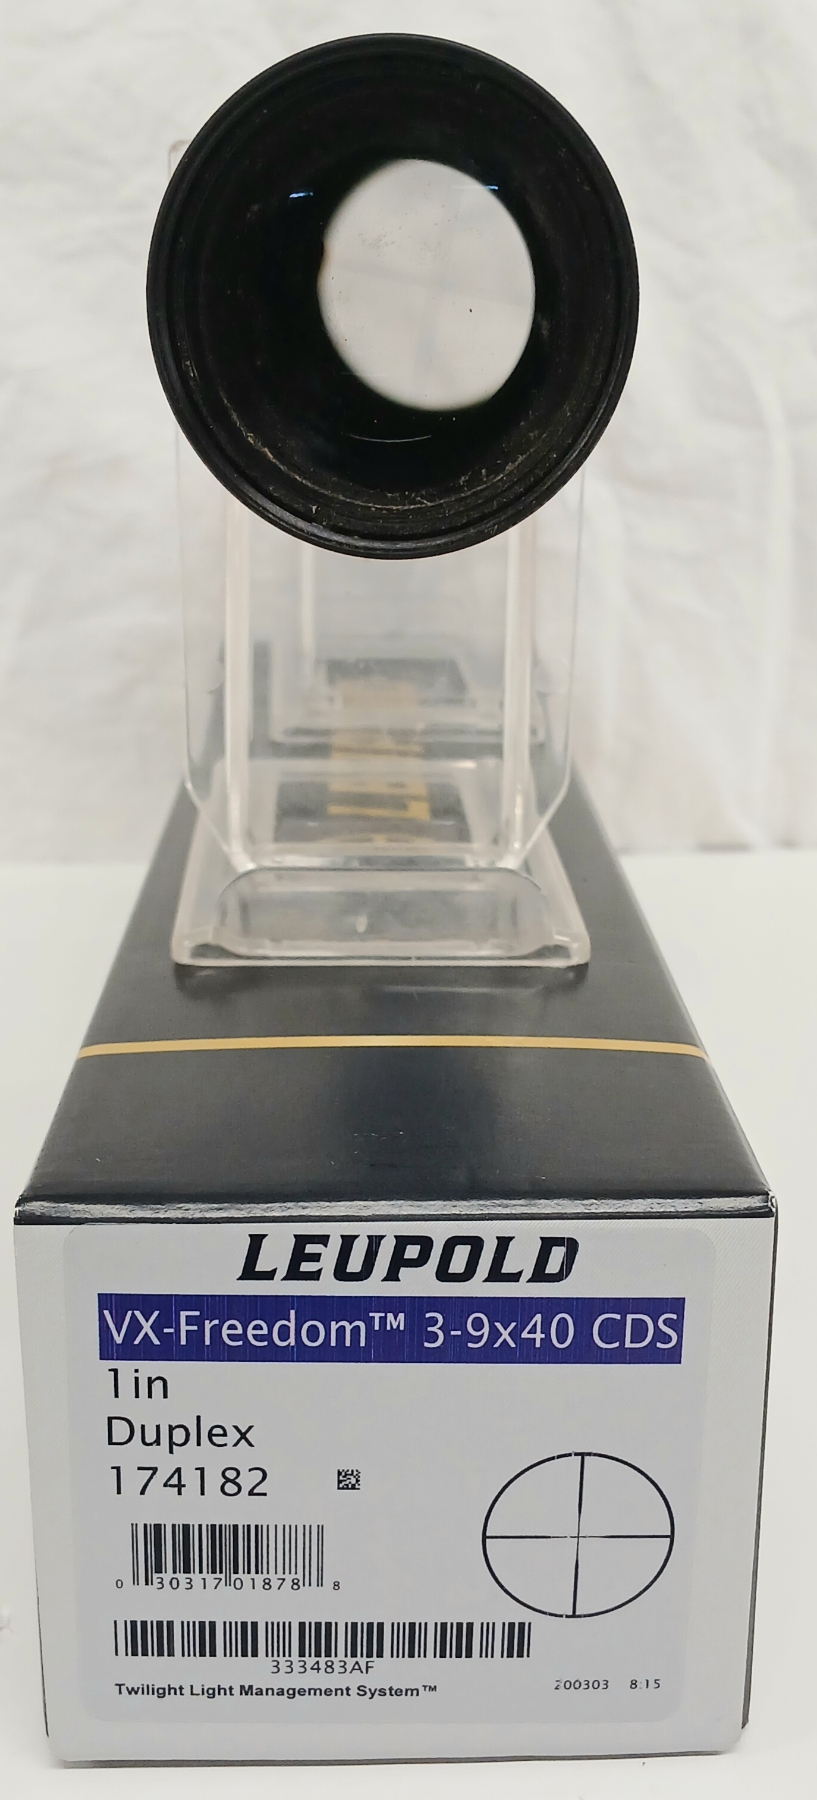 LEUPOLD
VX-Freedom™ 3-9x40 CDS
1in
Duplex
174182
0 30317 01878 8
333483AF
Twilight Light Management System™
200303 8:15